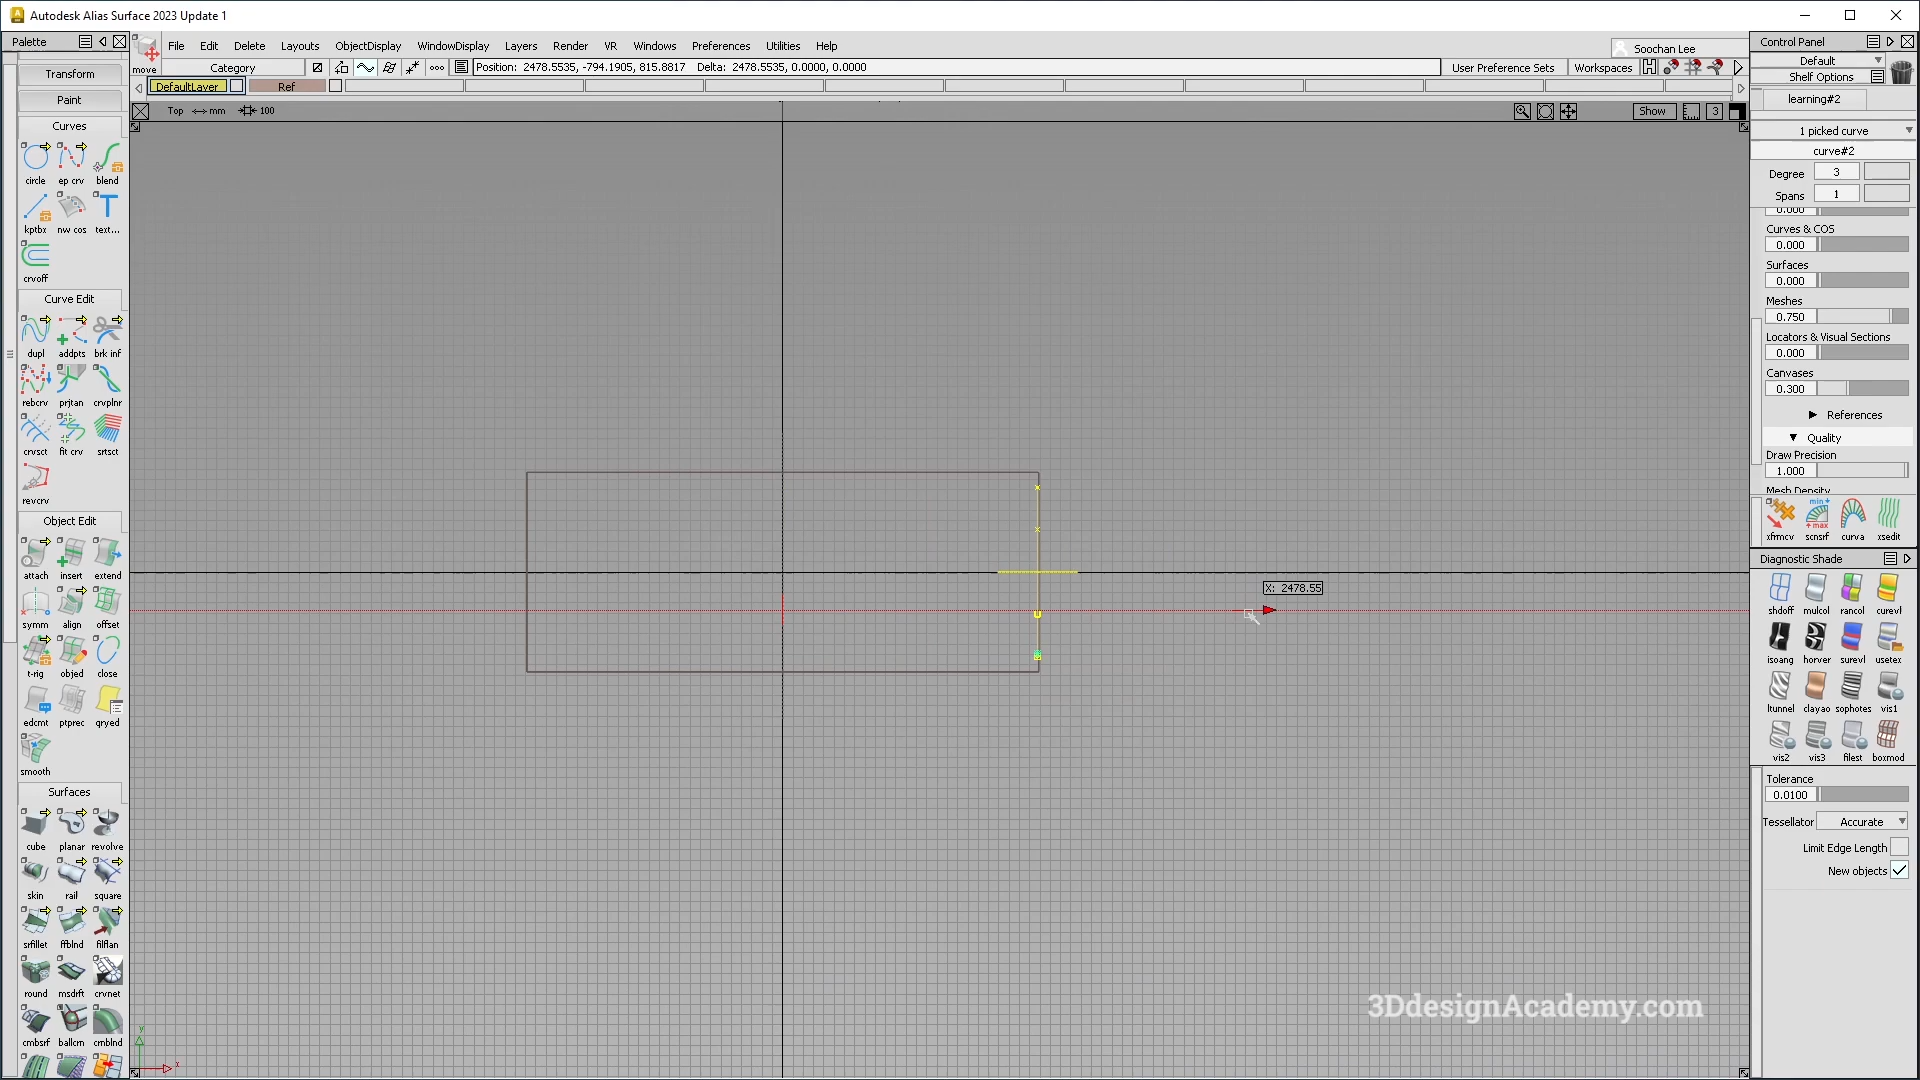 Autodesk Alias Surface 2023 Update 1
Palette
Transform
Paint
Curves
circle ep crv blend
kptbx nw cos text...
crvoff
Curve Edit
dupl addpts brk inf
rebcrv prjtan crvplnr
crvsct fit crv srtsct
revcrv
Object Edit
attach insert extend
symm align offset
t-rig objed close
edcmt ptprec qryed
smooth
Surfaces
cube planar revolve
skin rail square
srfillet ffblnd filflan
round msdrft crvnet
cmbsrf ballcrn crnblnd
move
File Edit Delete Layouts ObjectDisplay WindowDisplay Layers Render VR Windows Preferences Utilities Help
Soochan Lee
Category
Position: 2478.5535, -794.1905, 815.8817 Delta: 2478.5535, 0.0000, 0.0000
User Preference Sets
Workspaces
DefaultLayer
Ref
Top mm 100
Show
3
X: 2478.55
y
x
3DdesignAcademy.com
Control Panel
Default
Shelf Options
learning#2
1 picked curve
curve#2
Degree 3
Spans 1
0.000
Curves & COS
0.000
Surfaces
0.000
Meshes
0.750
Locators & Visual Sections
0.000
Canvases
0.300
References
Quality
Draw Precision
1.000
Mesh Density
min+
+max
xfrmcv scnsrf curva xsedit
Diagnostic Shade
shdoff mulcol rancol curevl
isoang horver surevl usetex
ltunnel clayao sophotes vis1
vis2 vis3 filest boxmod
Tolerance
0.0100
Tessellator Accurate
Limit Edge Length
New objects